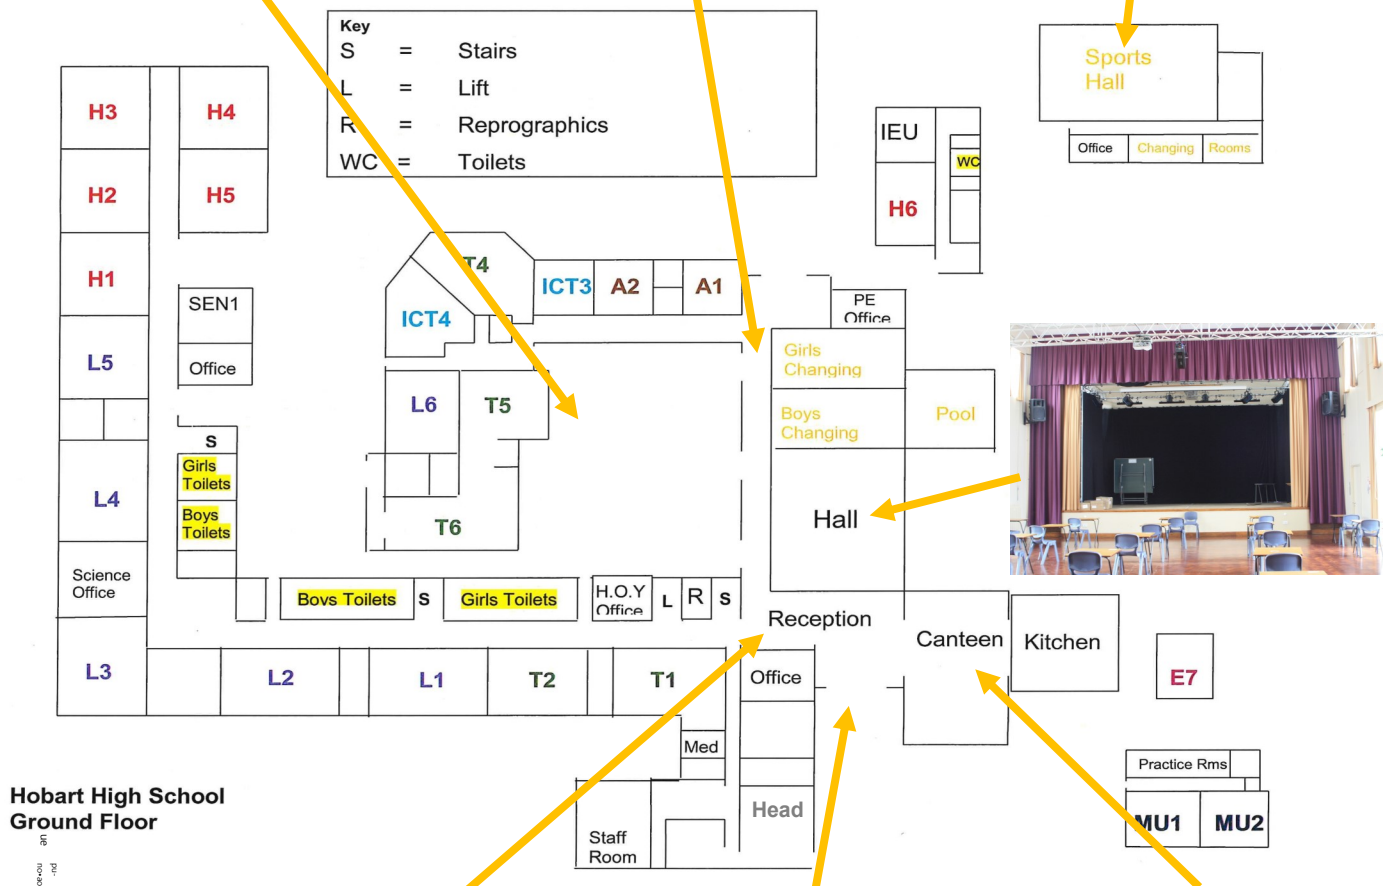 Key
S = Stairs
L = Lift
R = Reprographics
WC = Toilets
Sports
Hall
Office
Changing
Rooms
H3
H4
IEU
WC
H2
H5
H6
H1
SEN1
T4
ICT3
A2
A1
ICT4
PE
Office
L5
Office
Girls
Changing
L6
T5
Boys
Changing
Pool
S
Girls
Toilets
L4
Boys
Toilets
T6
Hall
Science
Office
Boys Toilets
S
Girls Toilets
H.O.Y
Office
L
R
S
Reception
Canteen
Kitchen
L3
L2
L1
T2
T1
Office
E7
Med
Practice Rms
Head
MU1
MU2
Staff
Room
Hobart High School
Ground Floor